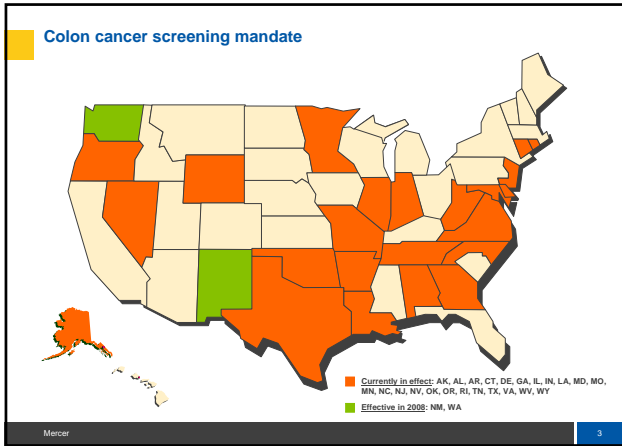 Colon cancer screening mandate
Currently in effect: AK, AL, AR, CT, DE, GA, IL, IN, LA, MD, MO,
MN, NC, NJ, NV, OK, OR, RI, TN, TX, VA, WV, WY
Effective in 2008: NM, WA
Mercer
3